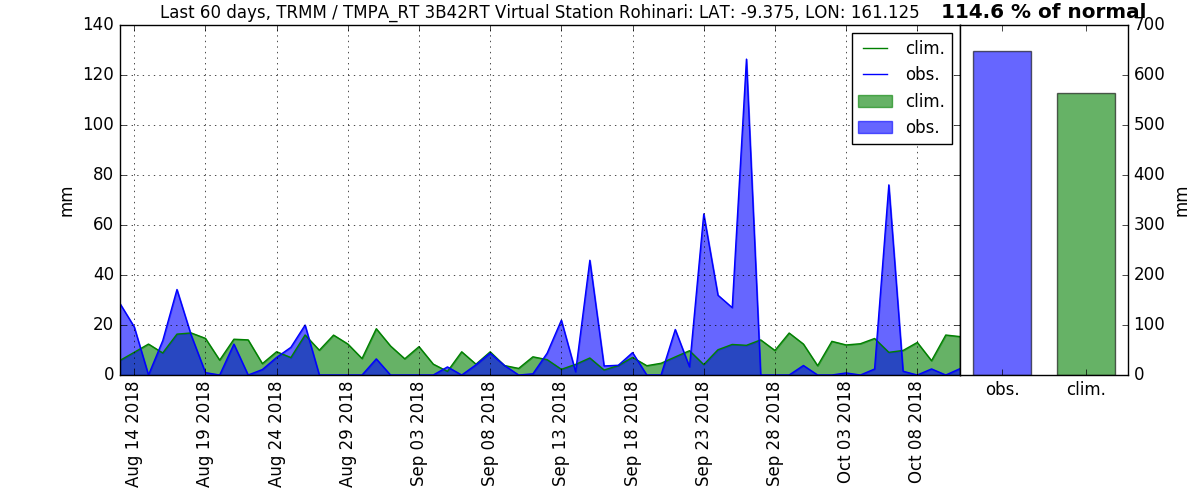 Last 60 days, TRMM / TMPA_RT 3B42RT Virtual Station Rohinari: LAT: -9.375, LON: 161.125
114.6 % of normal
140
120
100
80
60
40
20
0
mm
clim.
obs.
clim.
obs.
700
600
500
400
300
200
100
0
mm
Aug 14 2018
Aug 19 2018
Aug 24 2018
Aug 29 2018
Sep 03 2018
Sep 08 2018
Sep 13 2018
Sep 18 2018
Sep 23 2018
Sep 28 2018
Oct 03 2018
Oct 08 2018
obs.
clim.